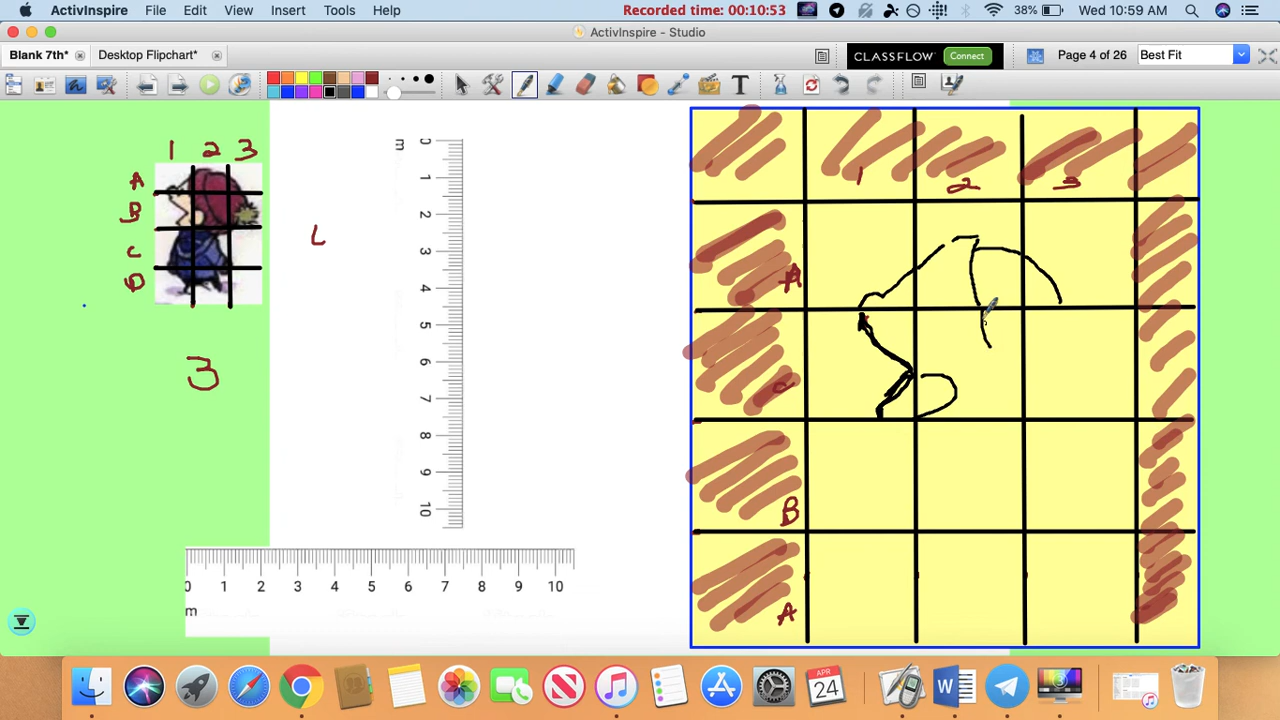 ActivInspire File Edit View Insert Tools Help Recorded time: 00:10:53 38% Wed 10:59 AM
ActivInspire - Studio
Blank 7th* Desktop Flipchart* CLASSFLOW Connect Page 4 of 26 Best Fit
T
1 2 3
A
B
C
D
3
L
m
0
1
2
3
4
5
6
7
8
9
10
0 1 2 3 4 5 6 7 8 9 10
m
1 2 3
A
C
B
A
APR
24
W